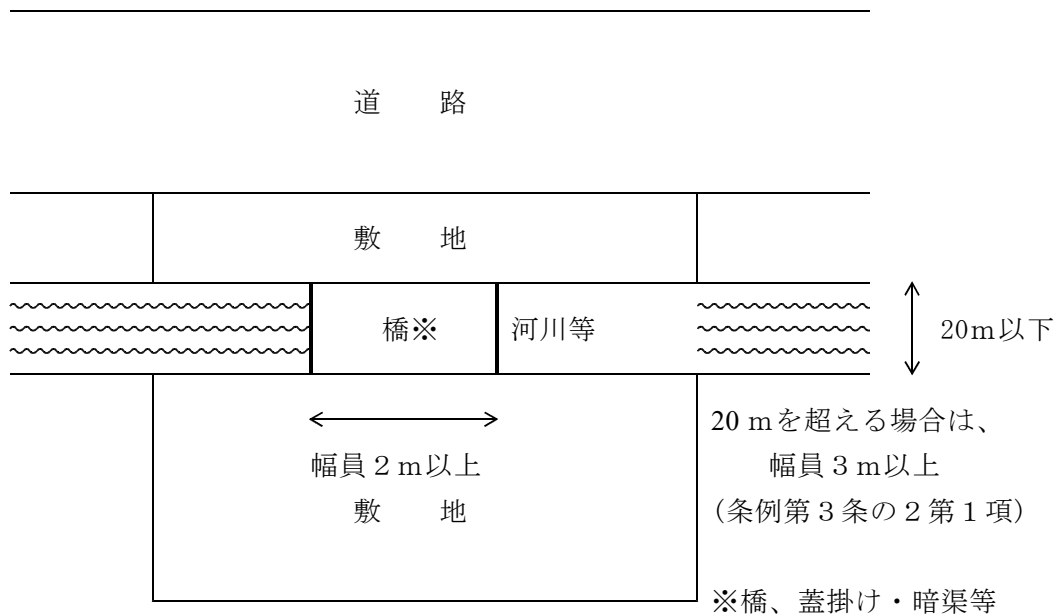 道　　路
敷　　地
橋※
河川等
20ｍ以下
幅員２ｍ以上
敷　　地
20 ｍを超える場合は、
幅員３ｍ以上
（条例第３条の２第１項）
※橋、蓋掛け・暗渠等